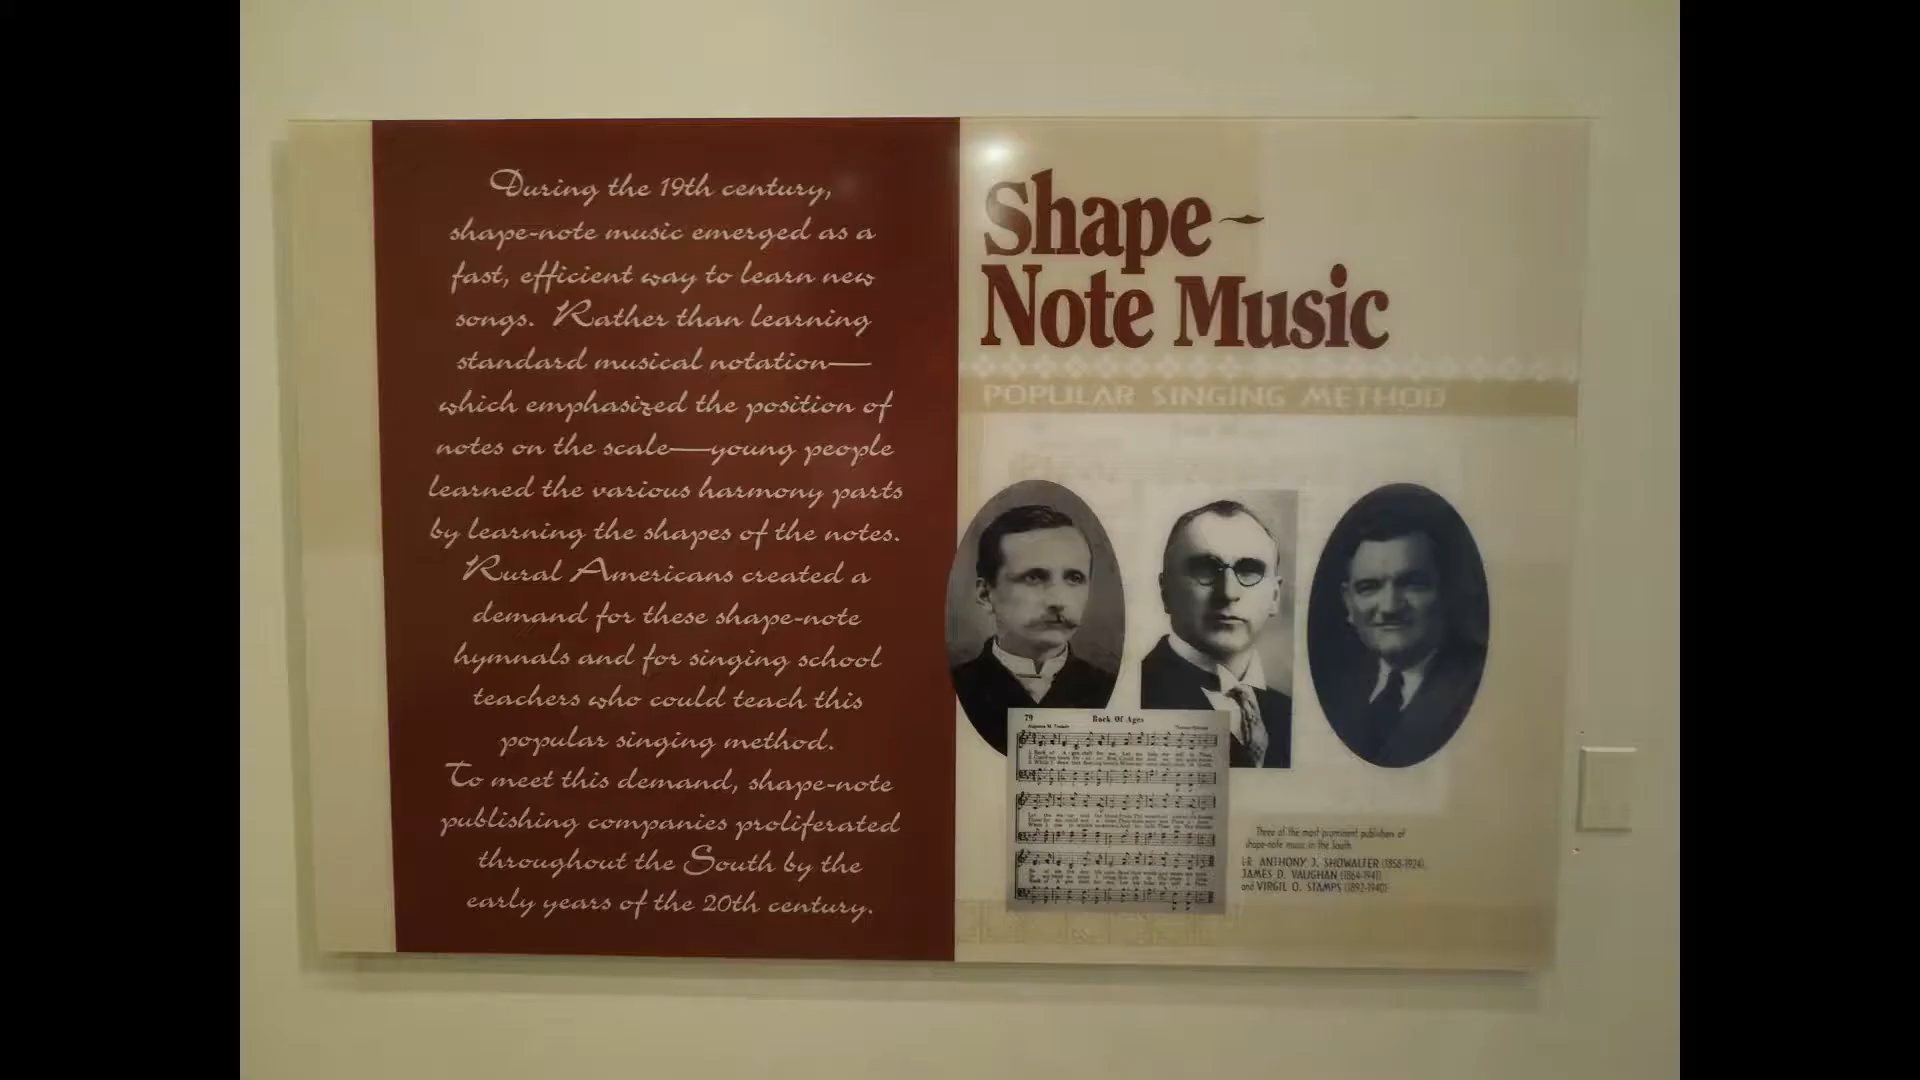 During the 19th century,
shape-note music emerged as a
fast, efficient way to learn new
songs. Rather than learning
standard musical notation—
which emphasized the position of
notes on the scale—young people
learned the various harmony parts
by learning the shapes of the notes.
Rural Americans created a
demand for these shape-note
hymnals and for singing school
teachers who could teach this
popular singing method.
To meet this demand, shape-note
publishing companies proliferated
throughout the South by the
early years of the 20th century.
Shape-
Note Music
POPULAR SINGING METHOD
79 Rock Of Ages
Three of the most prominent publishers of
shape-note music in the South
L-R ANTHONY J. SHOWALTER (1858-1924),
JAMES D. VAUGHAN (1864-1941)
and VIRGIL O. STAMPS (1892-1940)